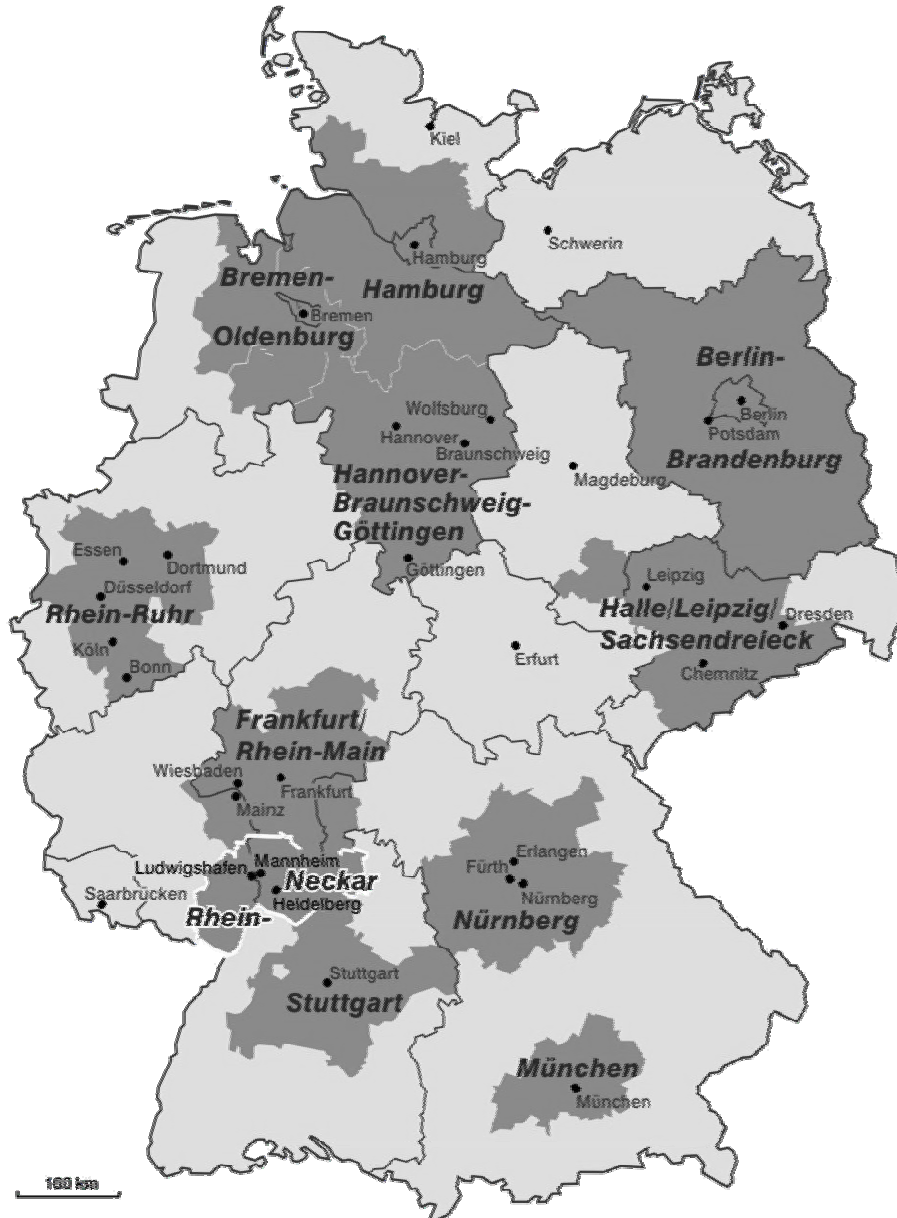 Kiel
Schwerin
Hamburg
Bremen-
Hamburg
Bremen
Oldenburg
Berlin-
Wolfsburg
Berlin
Hannover
Potsdam
Braunschweig
Brandenburg
Hannover-
Magdeburg
Braunschweig-
Göttingen
Essen
Dortmund
Göttingen
Leipzig
Düsseldorf
Rhein-Ruhr
Halle/Leipzig/
Dresden
Sachsendreieck
Köln
Erfurt
Bonn
Chemnitz
Frankfurt/
Rhein-Main
Wiesbaden
Frankfurt
Mainz
Erlangen
Ludwigshafen
Mannheim
Fürth
Neckar
Saarbrücken
Heidelberg
Nürnberg
Rhein-
Nürnberg
Stuttgart
Stuttgart
München
München
100 km